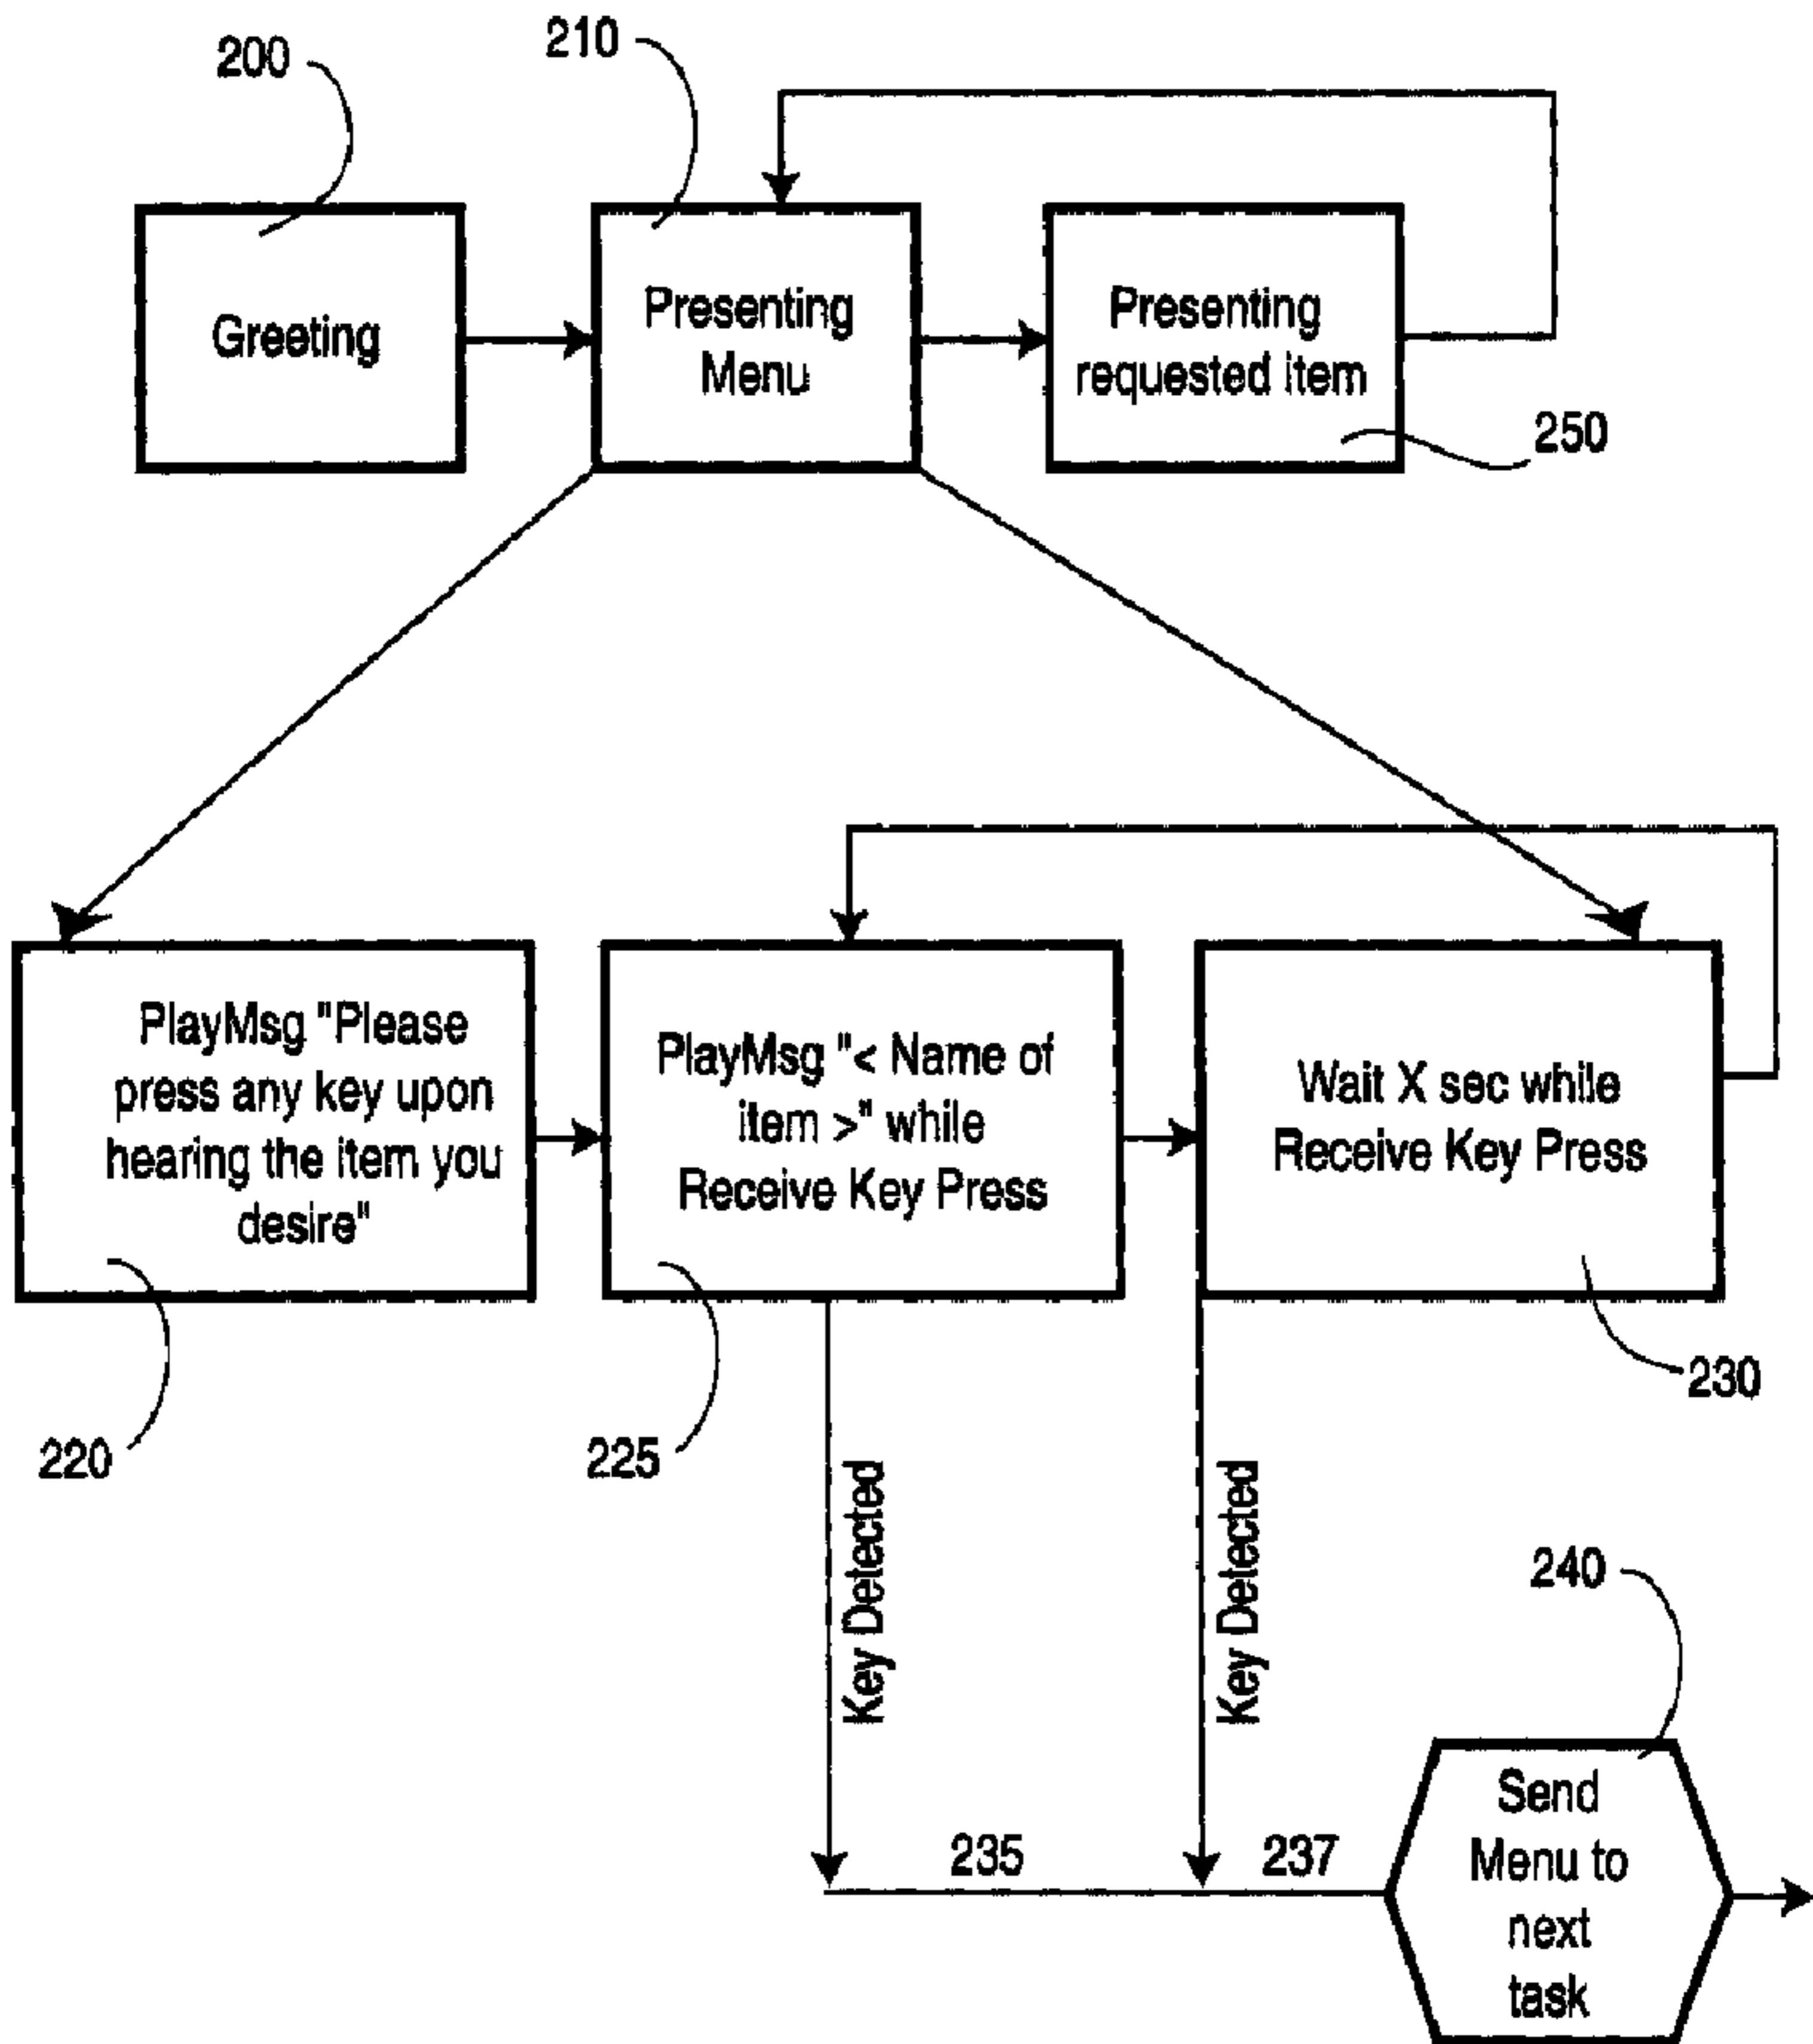 200
210
Greeting
Presenting
Menu
Presenting
requested item
250
PlayMsg "Please
press any key upon
hearing the item you
desire"
PlayMsg "< Name of
item >" while
Receive Key Press
Wait X sec while
Receive Key Press
220
225
230
Key Detected
Key Detected
240
235
237
Send
Menu to
next
task